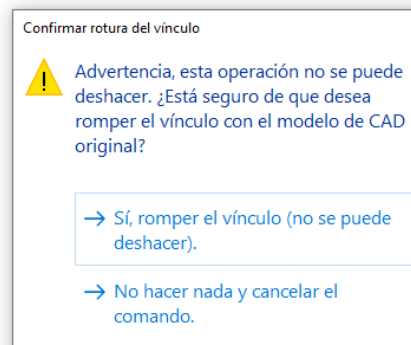 Confirmar rotura del vínculo
Advertencia, esta operación no se puede
deshacer. ¿Está seguro de que desea
romper el vínculo con el modelo de CAD
original?
Sí, romper el vínculo (no se puede
deshacer).
No hacer nada y cancelar el
comando.